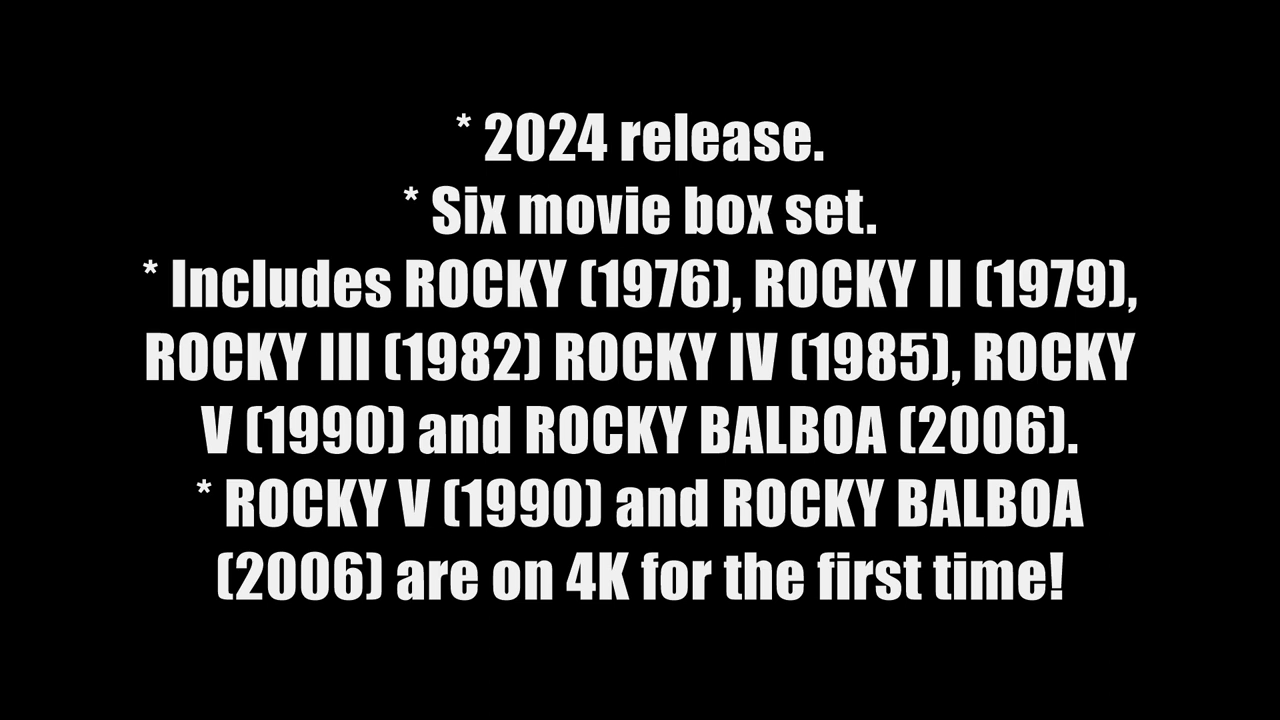 * 2024 release.
* Six movie box set.
* Includes ROCKY (1976), ROCKY II (1979),
ROCKY III (1982) ROCKY IV (1985), ROCKY
V (1990) and ROCKY BALBOA (2006).
* ROCKY V (1990) and ROCKY BALBOA
(2006) are on 4K for the first time!